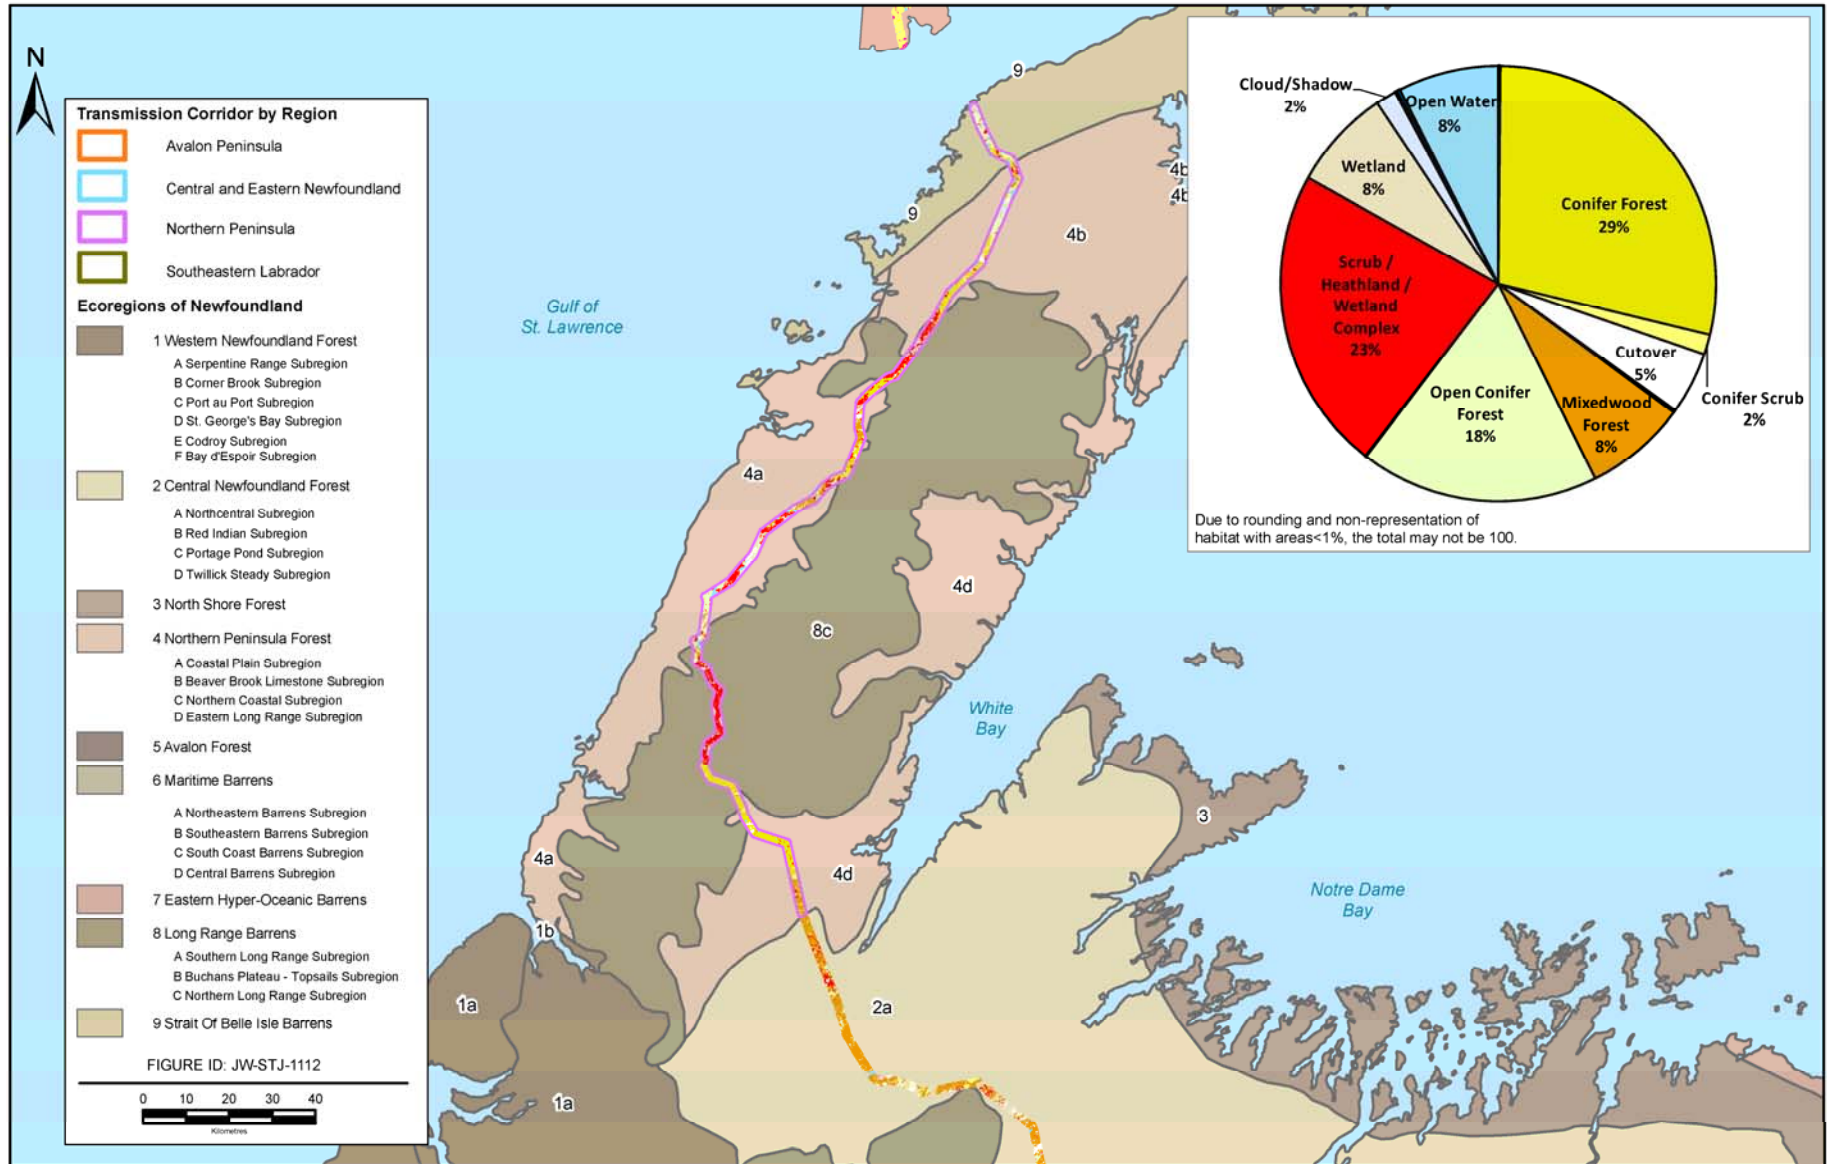 N
Transmission Corridor by Region
Avalon Peninsula
Central and Eastern Newfoundland
Northern Peninsula
Southeastern Labrador
Ecoregions of Newfoundland
1 Western Newfoundland Forest
A Serpentine Range Subregion
B Corner Brook Subregion
C Port au Port Subregion
D St. George's Bay Subregion
E Codroy Subregion
F Bay d'Espoir Subregion
2 Central Newfoundland Forest
A Northcentral Subregion
B Red Indian Subregion
C Portage Pond Subregion
D Twillick Steady Subregion
3 North Shore Forest
4 Northern Peninsula Forest
A Coastal Plain Subregion
B Beaver Brook Limestone Subregion
C Northern Coastal Subregion
D Eastern Long Range Subregion
5 Avalon Forest
6 Maritime Barrens
A Northeastern Barrens Subregion
B Southeastern Barrens Subregion
C South Coast Barrens Subregion
D Central Barrens Subregion
7 Eastern Hyper-Oceanic Barrens
8 Long Range Barrens
A Southern Long Range Subregion
B Buchans Plateau - Topsails Subregion
C Northern Long Range Subregion
9 Strait Of Belle Isle Barrens
FIGURE ID: JW-STJ-1112
0 10 20 30 40
Kilometres
9
4b
4b
9
4b
Gulf of
St. Lawrence
4a
4d
8c
White
Bay
3
4a
4d
Notre Dame
Bay
1b
1a
2a
1a
Cloud/Shadow
2%
Open Water
8%
Wetland
8%
Conifer Forest
29%
Scrub /
Heathland /
Wetland
Complex
23%
Cutover
5%
Conifer Scrub
2%
Open Conifer
Forest
18%
Mixedwood
Forest
8%
Due to rounding and non-representation of
habitat with areas<1%, the total may not be 100.